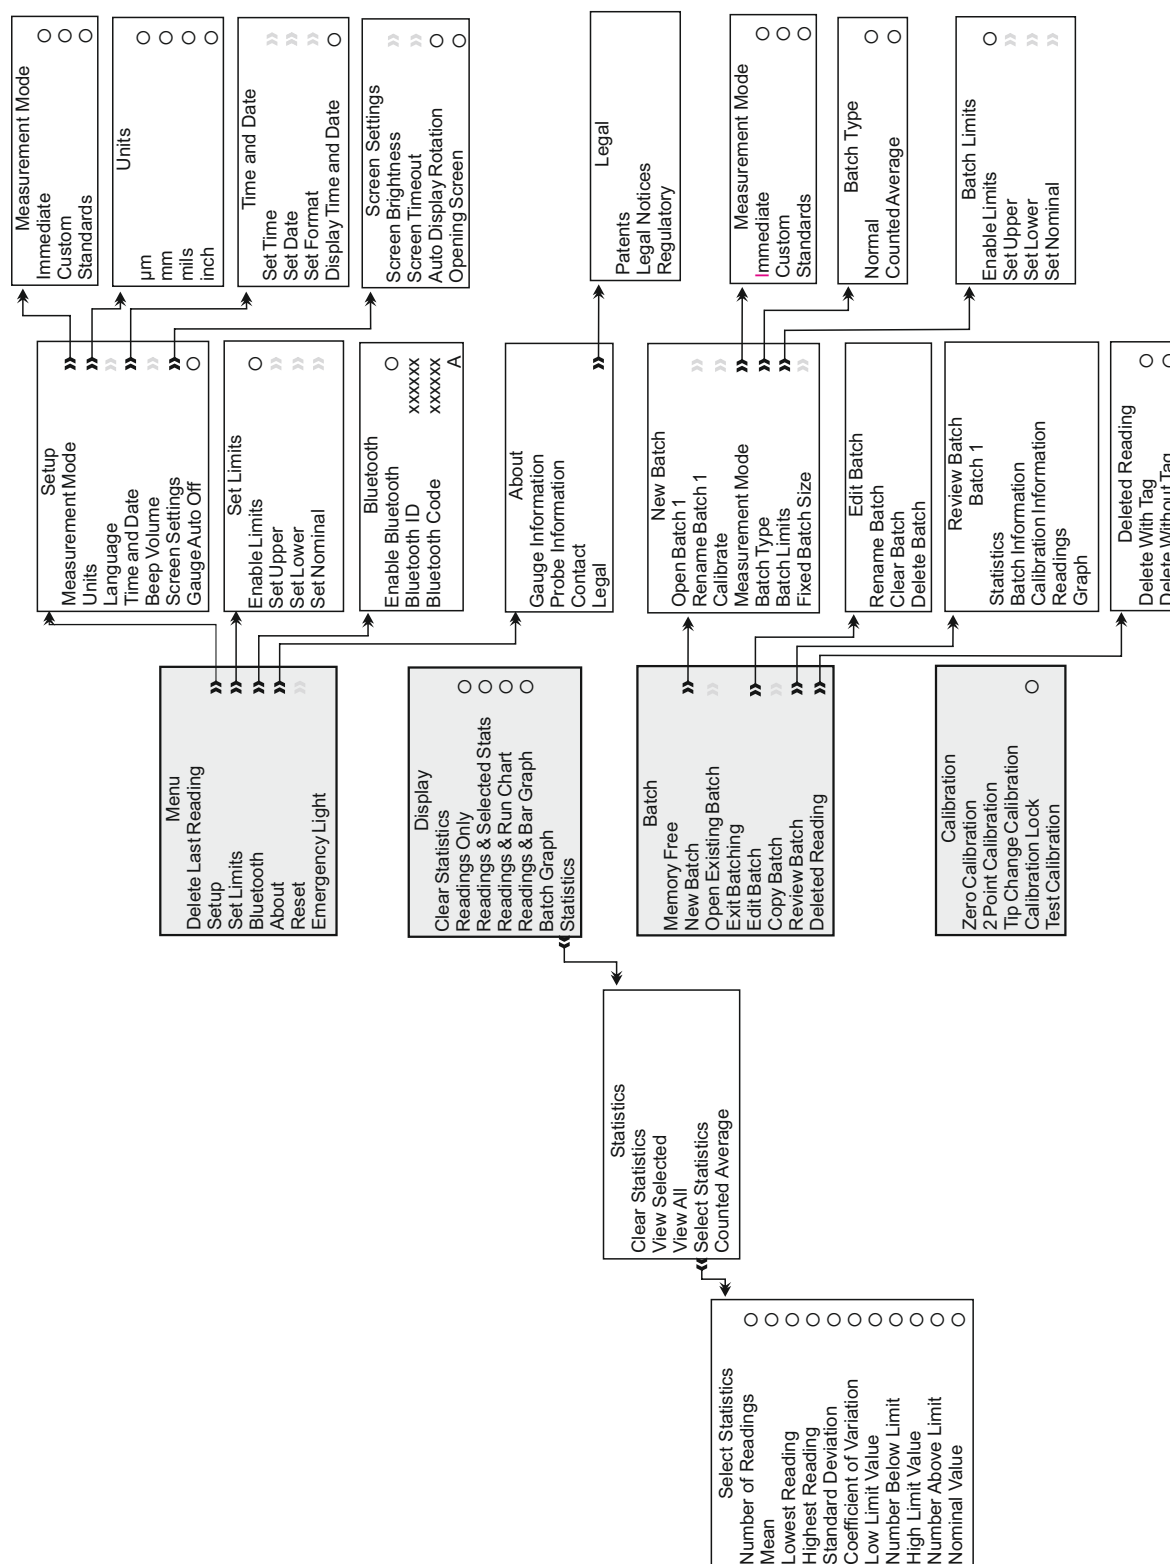 Measurement Mode
Immediate
Custom
Standards
Units
µm
mm
mils
inch
Time and Date
Set Time
Set Date
Set Format
Display Time and Date
Screen Settings
Screen Brightness
Screen Timeout
Auto Display Rotation
Opening Screen
Legal
Patents
Legal Notices
Regulatory
Measurement Mode
Immediate
Custom
Standards
Batch Type
Normal
Counted Average
Batch Limits
Enable Limits
Set Upper
Set Lower
Set Nominal
Setup
Measurement Mode
Units
Language
Time and Date
Beep Volume
Screen Settings
Gauge Auto Off
Set Limits
Enable Limits
Set Upper
Set Lower
Set Nominal
Bluetooth
Enable Bluetooth
Bluetooth ID xxxxxx
Bluetooth Code xxxxxx
A
About
Gauge Information
Probe Information
Contact
Legal
New Batch
Open Batch 1
Rename Batch 1
Calibrate
Measurement Mode
Batch Type
Batch Limits
Fixed Batch Size
Edit Batch
Rename Batch
Clear Batch
Delete Batch
Review Batch
Batch 1
Statistics
Batch Information
Calibration Information
Readings
Graph
Deleted Reading
Delete With Tag
Delete Without Tag
Menu
Delete Last Reading
Setup
Set Limits
Bluetooth
About
Reset
Emergency Light
Display
Clear Statistics
Readings Only
Readings & Selected Stats
Readings & Run Chart
Readings & Bar Graph
Batch Graph
Statistics
Batch
Memory Free
New Batch
Open Existing Batch
Exit Batching
Edit Batch
Copy Batch
Review Batch
Deleted Reading
Calibration
Zero Calibration
2 Point Calibration
Tip Change Calibration
Calibration Lock
Test Calibration
Statistics
Clear Statistics
View Selected
View All
Select Statistics
Counted Average
Select Statistics
Number of Readings
Mean
Lowest Reading
Highest Reading
Standard Deviation
Coefficient of Variation
Low Limit Value
Number Below Limit
High Limit Value
Number Above Limit
Nominal Value